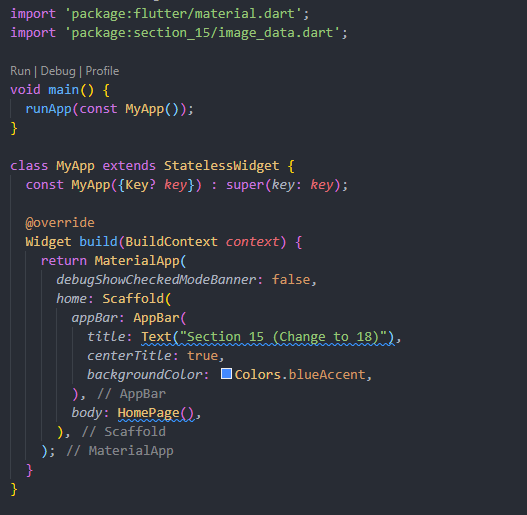 import 'package:flutter/material.dart';
import 'package:section_15/image_data.dart';
Run | Debug | Profile
void main() {
  runApp(const MyApp());
}
class MyApp extends StatelessWidget {
  const MyApp({Key? key}) : super(key: key);
  @override
  Widget build(BuildContext context) {
    return MaterialApp(
      debugShowCheckedModeBanner: false,
      home: Scaffold(
        appBar: AppBar(
          title: Text("Section 15 (Change to 18)"),
          centerTitle: true,
          backgroundColor: Colors.blueAccent,
        ), // AppBar
        body: HomePage(),
      ), // Scaffold
    ); // MaterialApp
  }
}